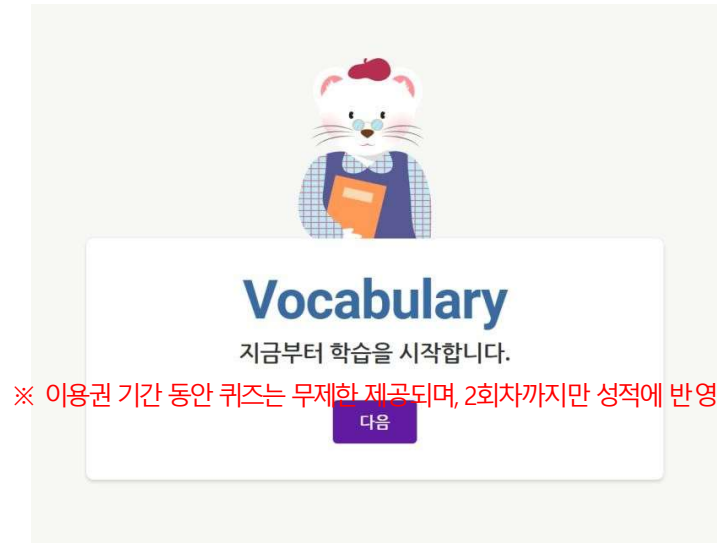 Vocabulary
지금부터 학습을 시작합니다.
※ 이용권 기간 동안 퀴즈는 무제한 제공되며, 2회차까지만 성적에 반영
다음